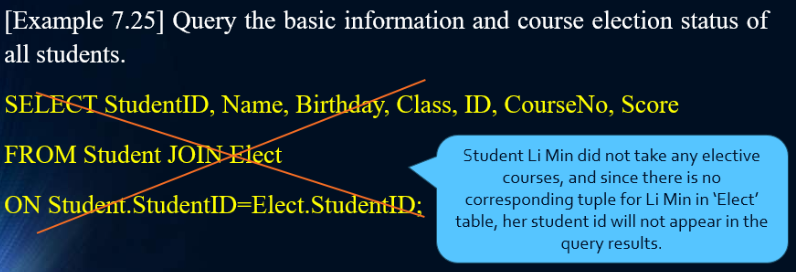 [Example 7.25] Query the basic information and course election status of
all students.
SELECT StudentID, Name, Birthday, Class, ID, CourseNo, Score
FROM Student JOIN Elect
ON Student.StudentID=Elect.StudentID;
Student Li Min did not take any elective
courses, and since there is no
corresponding tuple for Li Min in ‘Elect’
table, her student id will not appear in the
query results.